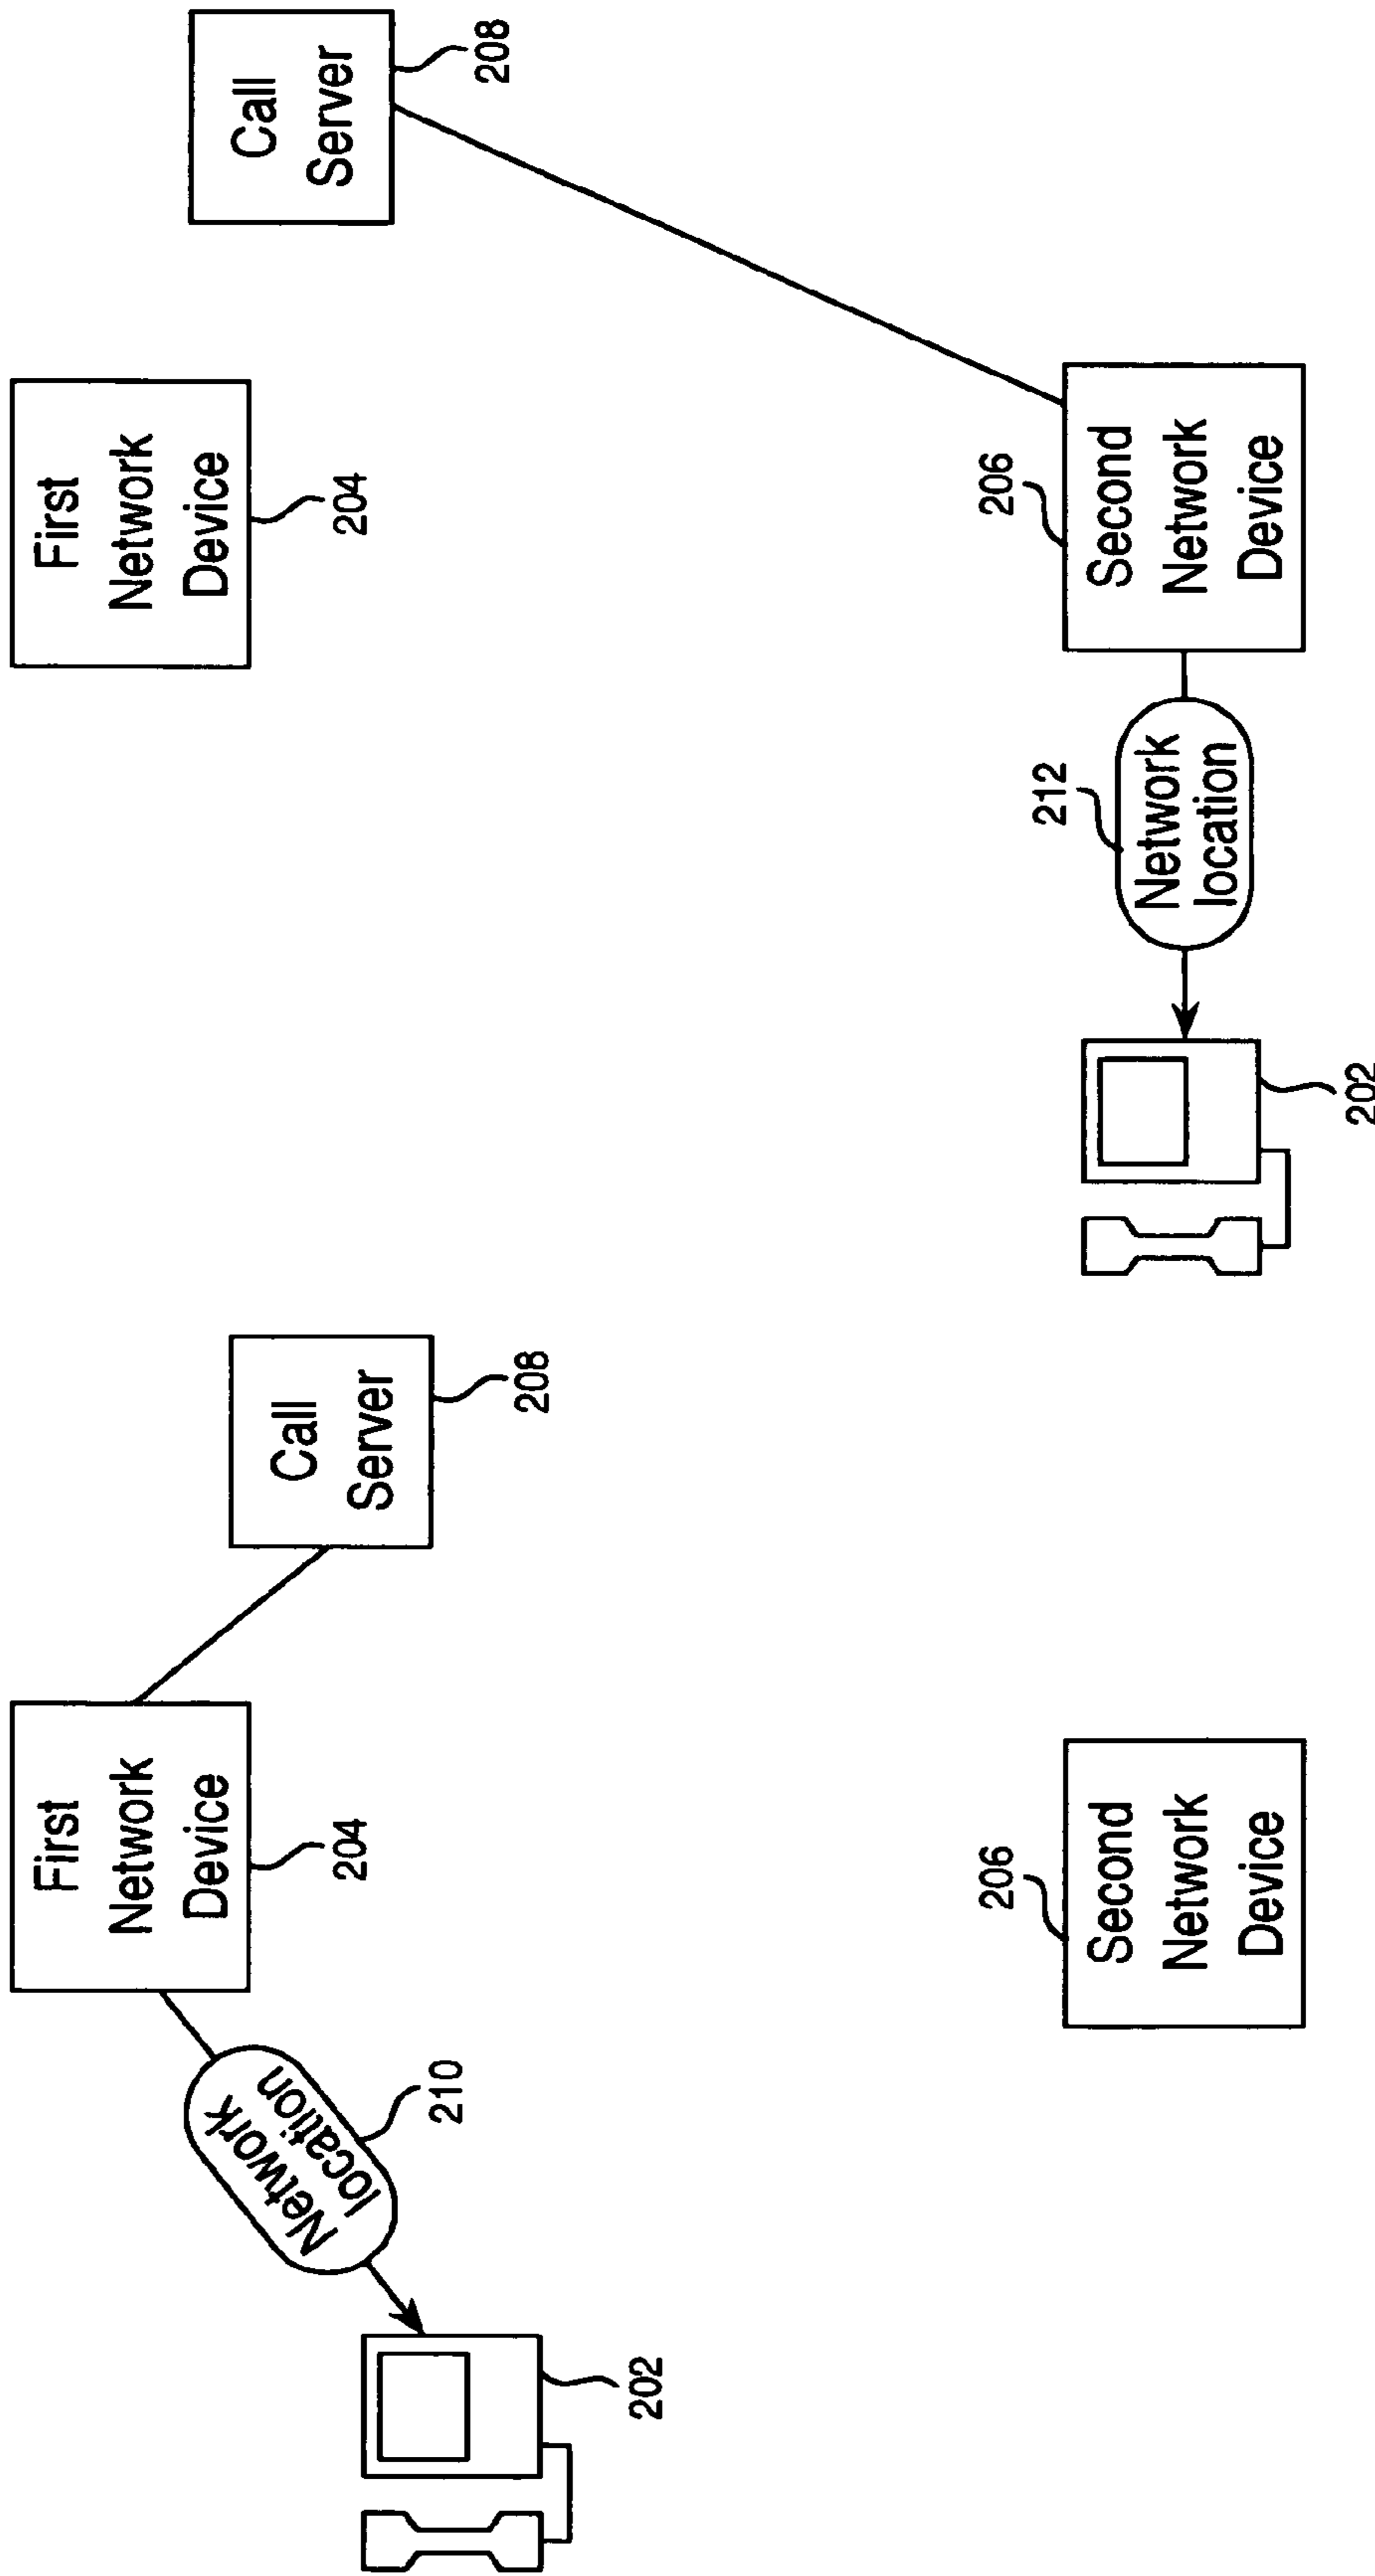 First
Network
Device
204
Call
Server
208
Network
location
210
202
Second
Network
Device
206
First
Network
Device
204
Call
Server
208
206
Second
Network
Device
212
Network
location
202